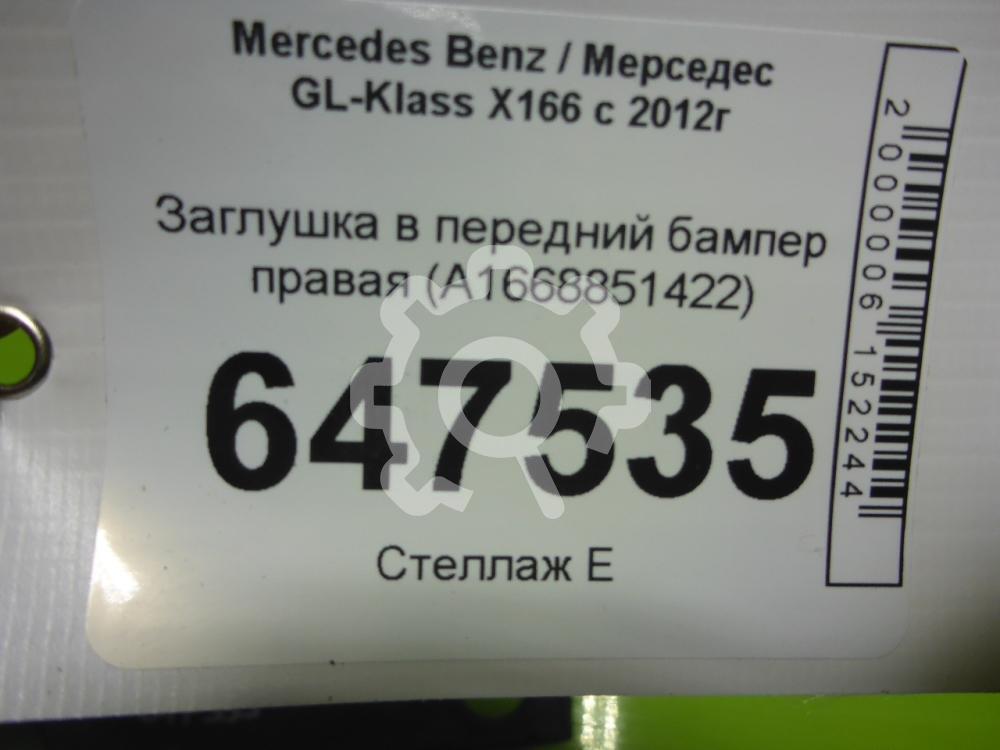 Mercedes Benz / Мерседес
GL-Klass X166 с 2012г
Заглушка в передний бампер
правая (A1668851422)
647535
Стеллаж Е
2000006152244